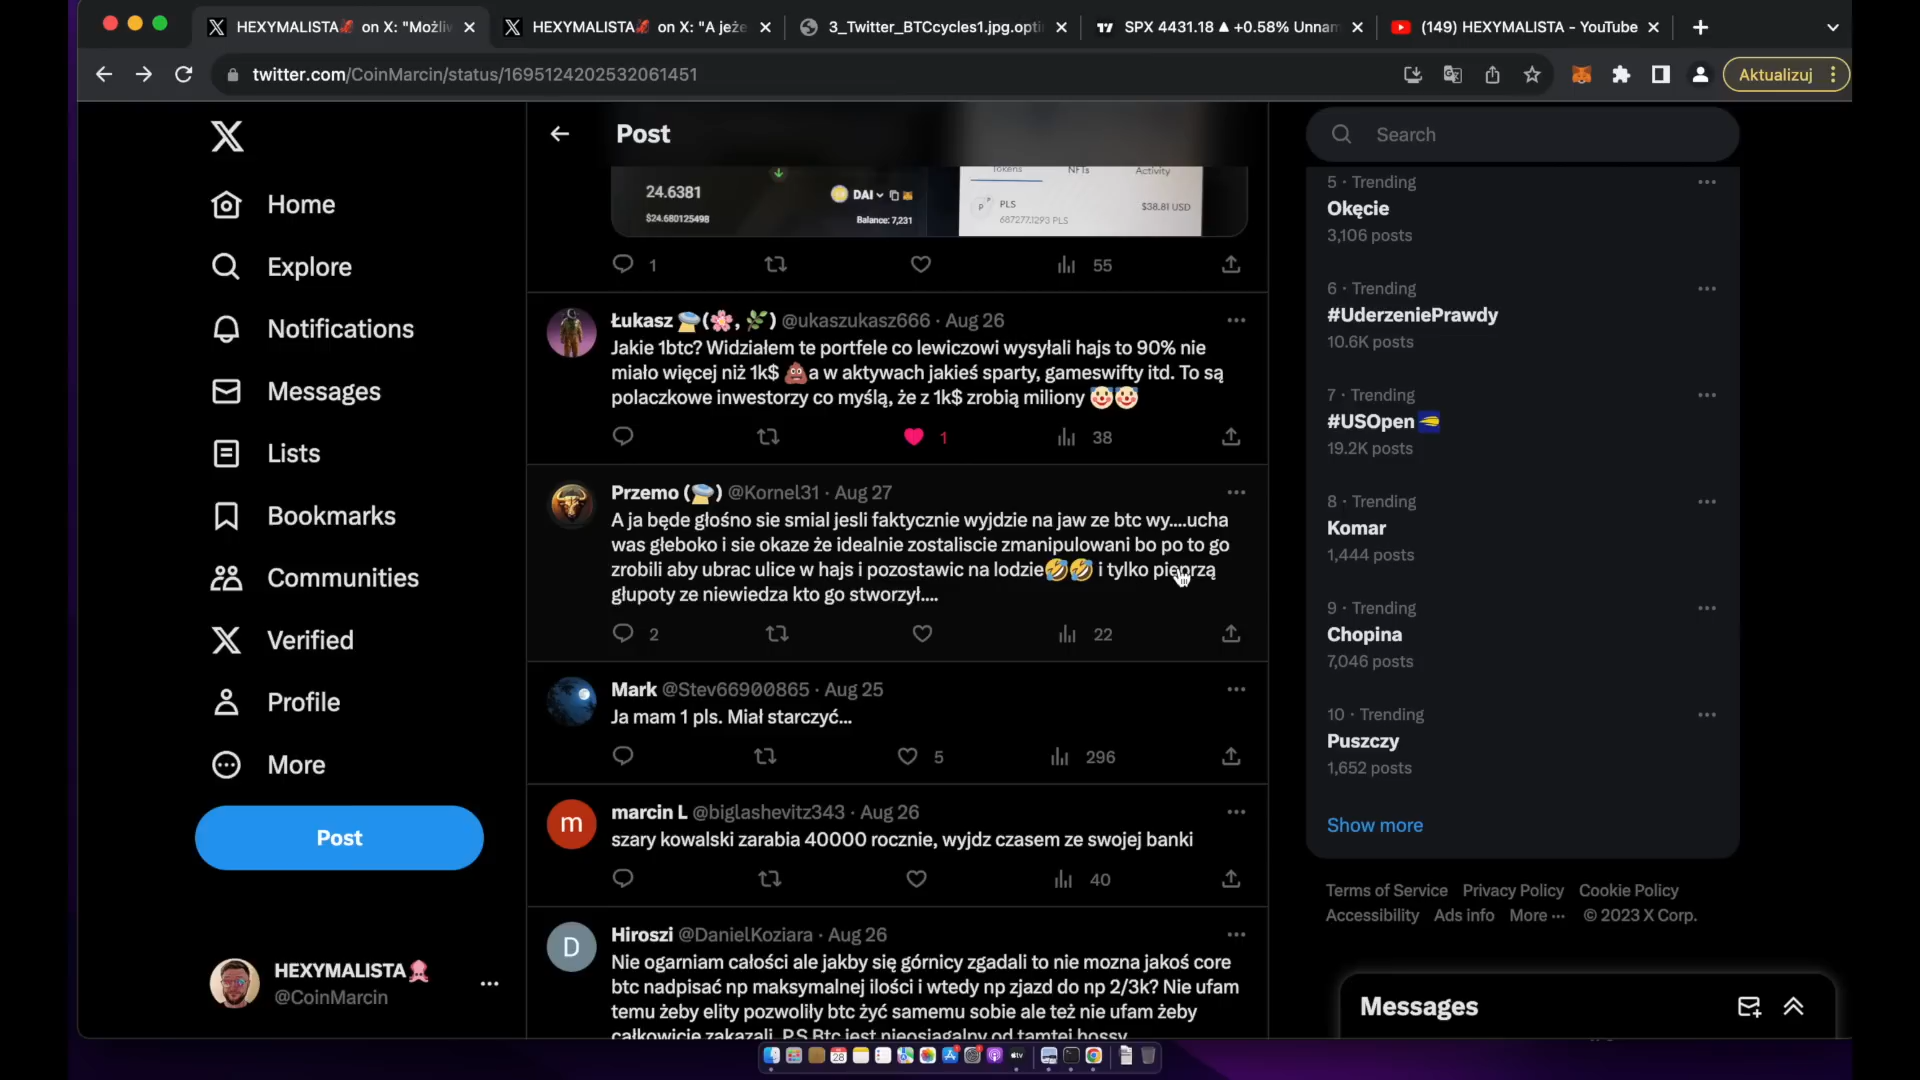 HEXYMALISTA on X: "Możliw
HEXYMALISTA on X: "A jeże
3_Twitter_BTCcycles1.jpg.opti
SPX 4431.18 ▲ +0.58% Unnam
(149) HEXYMALISTA - YouTube
twitter.com/CoinMarcin/status/1695124202532061451
Aktualizuj
Home
Explore
Notifications
Messages
Lists
Bookmarks
Communities
Verified
Profile
More
Post
HEXYMALISTA
@CoinMarcin
Post
24.6381
$24.680125498
DAI
Balance: 7,231
Tokens
NFTs
Activity
P
PLS
687277,1293 PLS
$38.81 USD
1
55
Łukasz (🌸, 🌿) @ukaszukasz666 · Aug 26
Jakie 1btc? Widziałem te portfele co lewiczowi wysyłali hajs to 90% nie
miało więcej niż 1k$ 💩a w aktywach jakieś sparty, gameswifty itd. To są
polaczkowe inwestorzy co myślą, że z 1k$ zrobią miliony 🤡🤡
1
38
Przemo ( ) @Kornel31 · Aug 27
A ja będe głośno sie smial jesli faktycznie wyjdzie na jaw ze btc wy....ucha
was głeboko i sie okaze że idealnie zostaliscie zmanipulowani bo po to go
zrobili aby ubrac ulice w hajs i pozostawic na lodzie🤣🤣 i tylko pieprzą
głupoty ze niewiedza kto go stworzył....
2
22
Mark @Stev66900865 · Aug 25
Ja mam 1 pls. Miał starczyć...
5
296
m
marcin L @biglashevitz343 · Aug 26
szary kowalski zarabia 40000 rocznie, wyjdz czasem ze swojej banki
40
D
Hiroszi @DanielKoziara · Aug 26
Nie ogarniam całości ale jakby się górnicy zgadali to nie mozna jakoś core
btc nadpisać np maksymalnej ilości i wtedy np zjazd do np 2/3k? Nie ufam
temu żeby elity pozwoliły btc żyć samemu sobie ale też nie ufam żeby
całkowicie zakazali. P.S Btc jest nieosiągalny od tamtej hossy
Search
5 · Trending
Okęcie
3,106 posts
6 · Trending
#UderzeniePrawdy
10.6K posts
7 · Trending
#USOpen
19.2K posts
8 · Trending
Komar
1,444 posts
9 · Trending
Chopina
7,046 posts
10 · Trending
Puszczy
1,652 posts
Show more
Terms of Service Privacy Policy Cookie Policy
Accessibility Ads info More ··· © 2023 X Corp.
Messages
28
tv